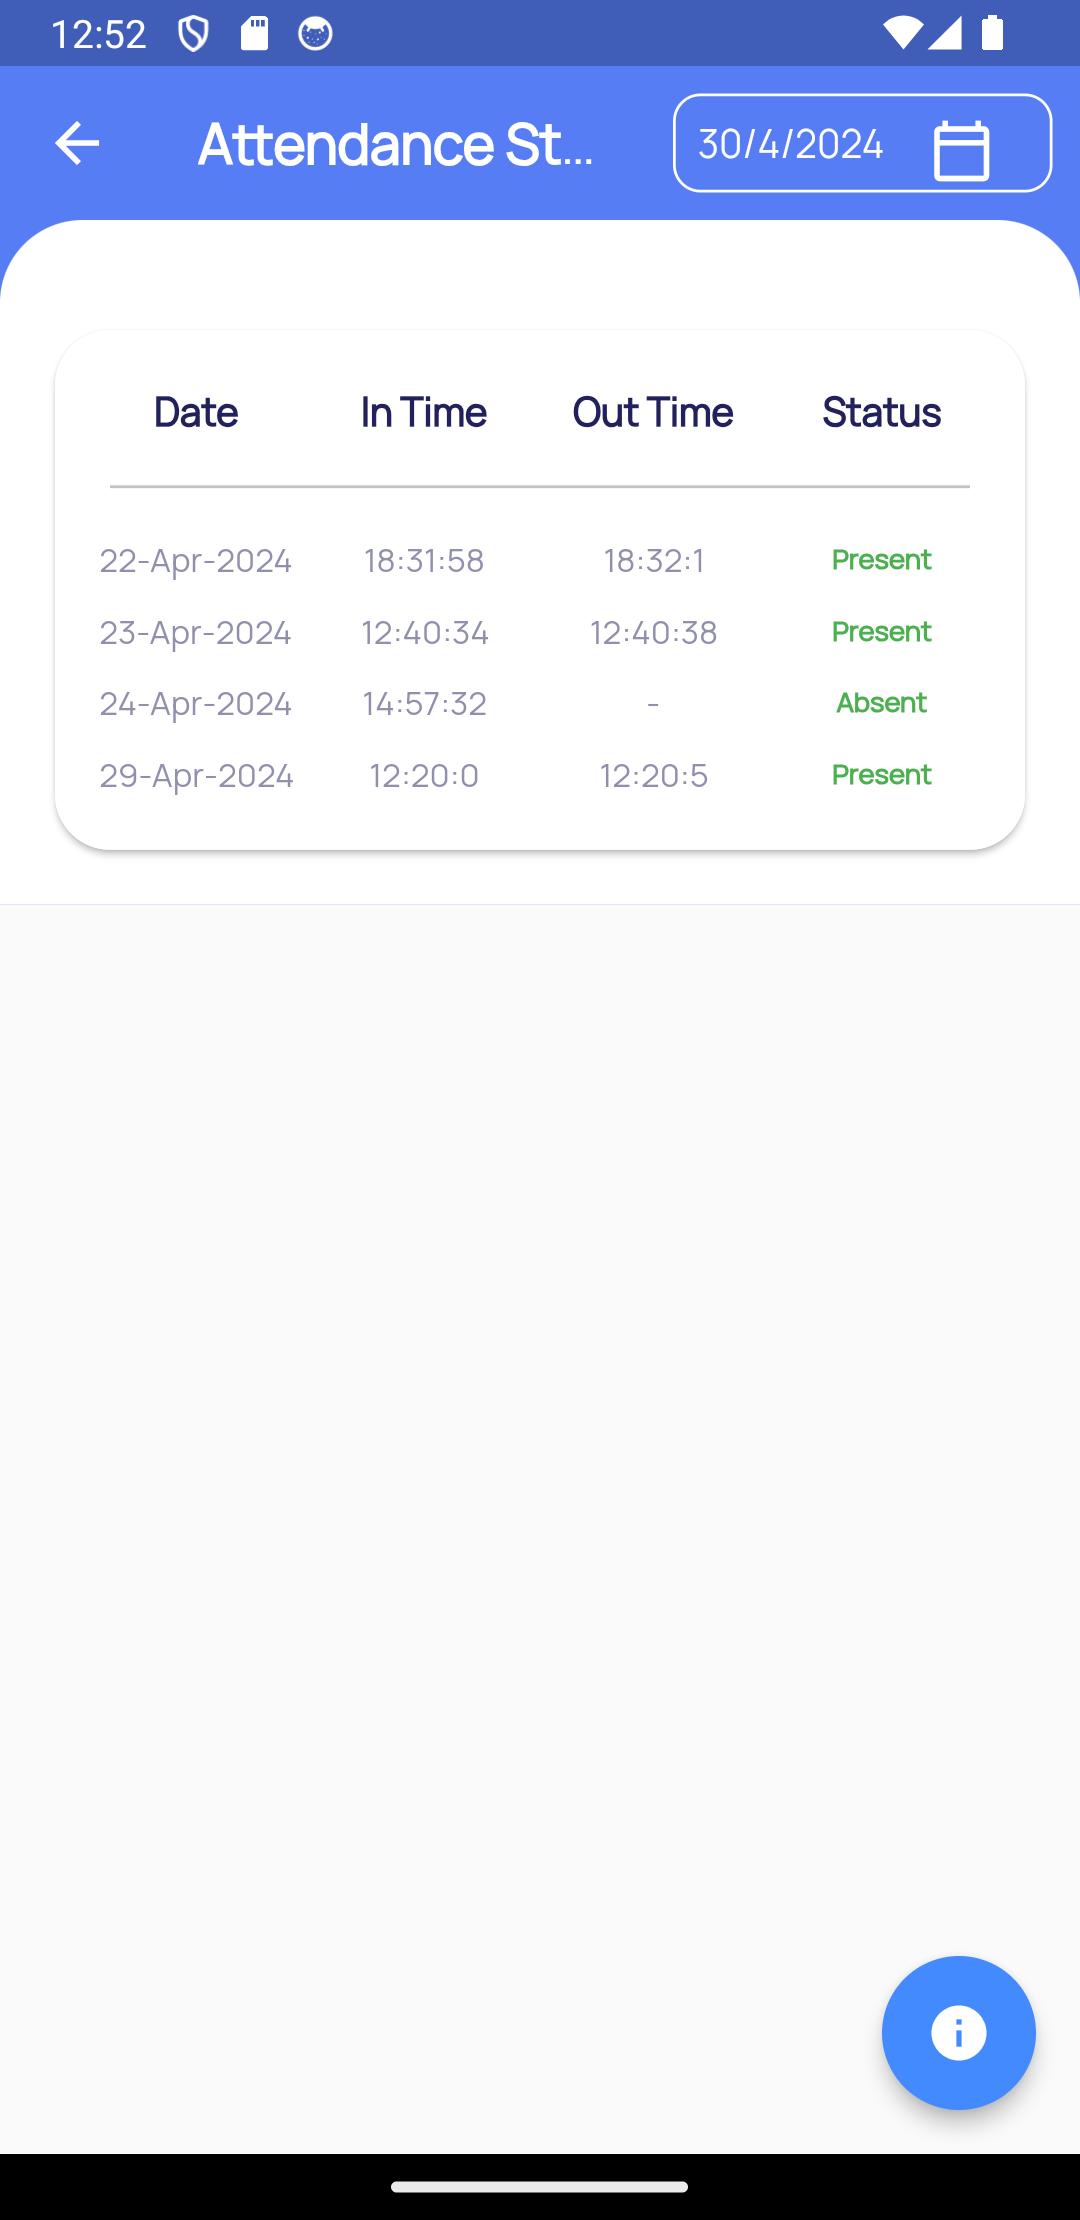 12:52
Attendance St...
30/4/2024
Date In Time Out Time Status
22-Apr-2024 18:31:58 18:32:1 Present
23-Apr-2024 12:40:34 12:40:38 Present
24-Apr-2024 14:57:32 - Absent
29-Apr-2024 12:20:0 12:20:5 Present